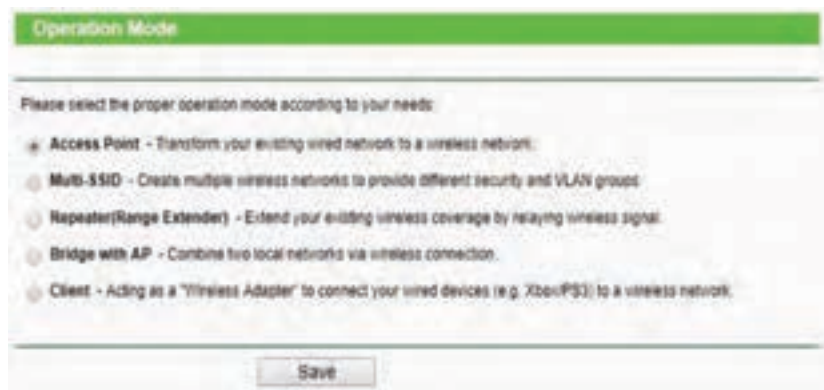 Operation Mode
Please select the proper operation mode according to your needs:
Access Point - Transform your existing wired network to a wireless network.
Multi-SSID - Create multiple wireless networks to provide different security and VLAN groups.
Repeater(Range Extender) - Extend your existing wireless coverage by relaying wireless signal.
Bridge with AP - Combine two local networks via wireless connection.
Client - Acting as a "Wireless Adapter" to connect your wired devices (e.g. Xbox/PS3) to a wireless network.
Save